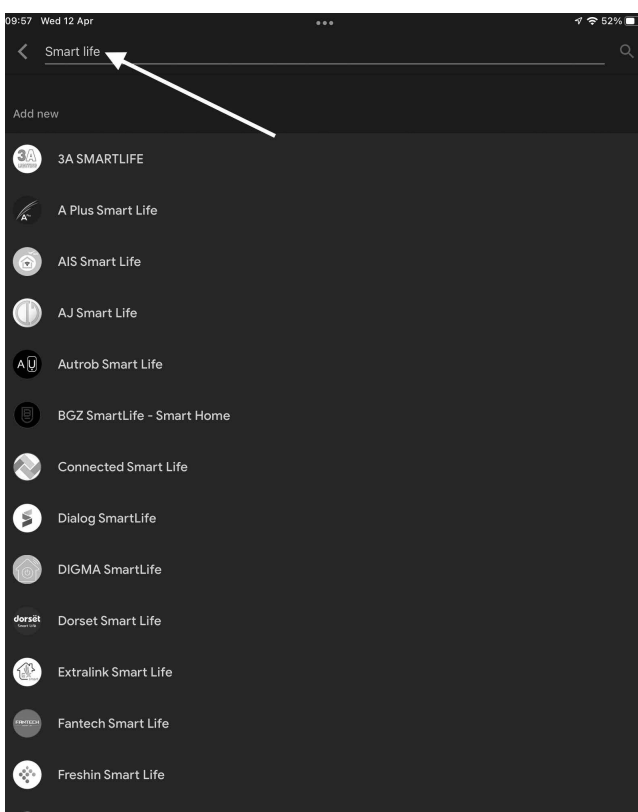 09:57 Wed 12 Apr 52%
Smart life
Add new
3A SMARTLIFE
A Plus Smart Life
AIS Smart Life
AJ Smart Life
AU Autrob Smart Life
BGZ SmartLife - Smart Home
Connected Smart Life
Dialog SmartLife
DIGMA SmartLife
dorsët Dorset Smart Life
Extralink Smart Life
FANTECH Fantech Smart Life
Freshin Smart Life